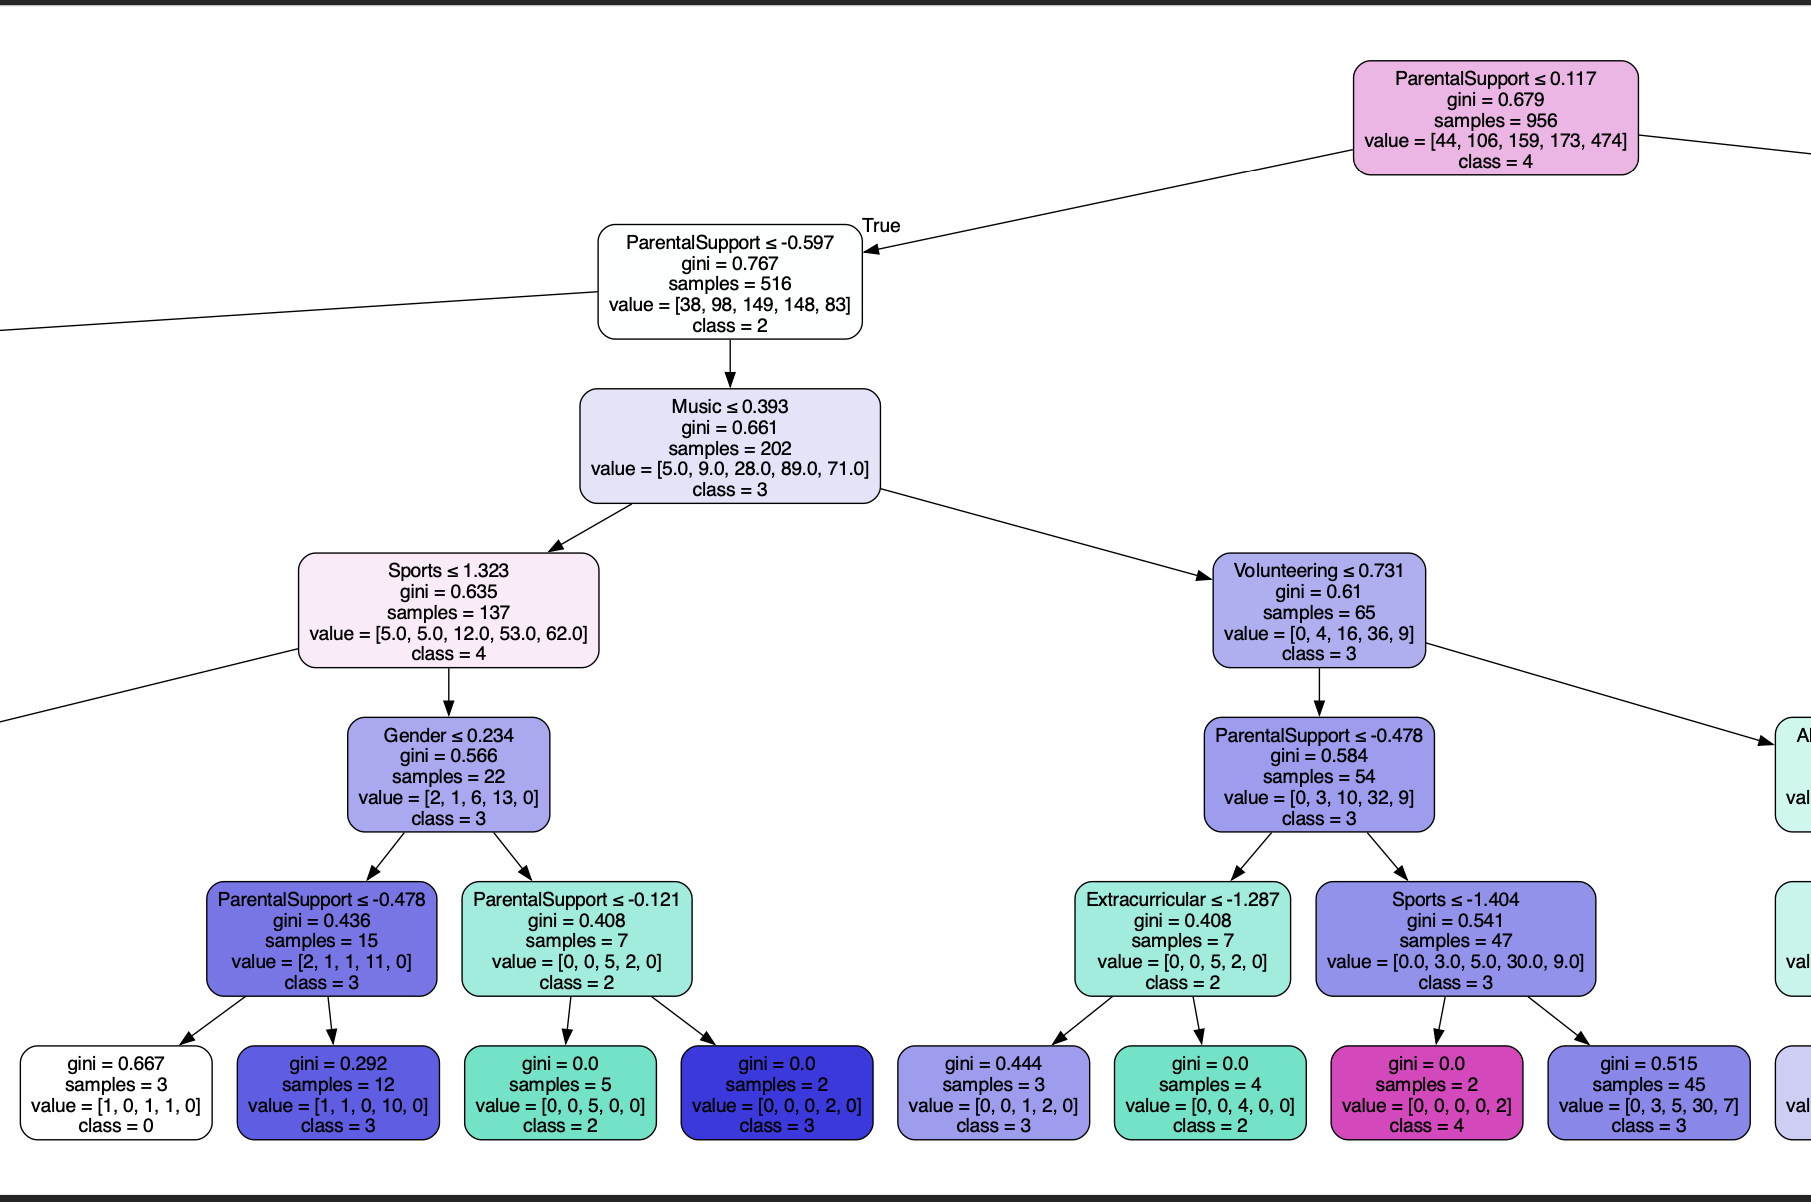 ParentalSupport ≤ 0.117
gini = 0.679
samples = 956
value = [44, 106, 159, 173, 474]
class = 4
True
ParentalSupport ≤ -0.597
gini = 0.767
samples = 516
value = [38, 98, 149, 148, 83]
class = 2
Music ≤ 0.393
gini = 0.661
samples = 202
value = [5.0, 9.0, 28.0, 89.0, 71.0]
class = 3
Sports ≤ 1.323
gini = 0.635
samples = 137
value = [5.0, 5.0, 12.0, 53.0, 62.0]
class = 4
Volunteering ≤ 0.731
gini = 0.61
samples = 65
value = [0, 4, 16, 36, 9]
class = 3
Gender ≤ 0.234
gini = 0.566
samples = 22
value = [2, 1, 6, 13, 0]
class = 3
ParentalSupport ≤ -0.478
gini = 0.584
samples = 54
value = [0, 3, 10, 32, 9]
class = 3
ParentalSupport ≤ -0.478
gini = 0.436
samples = 15
value = [2, 1, 1, 11, 0]
class = 3
ParentalSupport ≤ -0.121
gini = 0.408
samples = 7
value = [0, 0, 5, 2, 0]
class = 2
Extracurricular ≤ -1.287
gini = 0.408
samples = 7
value = [0, 0, 5, 2, 0]
class = 2
Sports ≤ -1.404
gini = 0.541
samples = 47
value = [0.0, 3.0, 5.0, 30.0, 9.0]
class = 3
gini = 0.667
samples = 3
value = [1, 0, 1, 1, 0]
class = 0
gini = 0.292
samples = 12
value = [1, 1, 0, 10, 0]
class = 3
gini = 0.0
samples = 5
value = [0, 0, 5, 0, 0]
class = 2
gini = 0.0
samples = 2
value = [0, 0, 0, 2, 0]
class = 3
gini = 0.444
samples = 3
value = [0, 0, 1, 2, 0]
class = 3
gini = 0.0
samples = 4
value = [0, 0, 4, 0, 0]
class = 2
gini = 0.0
samples = 2
value = [0, 0, 0, 0, 2]
class = 4
gini = 0.515
samples = 45
value = [0, 3, 5, 30, 7]
class = 3